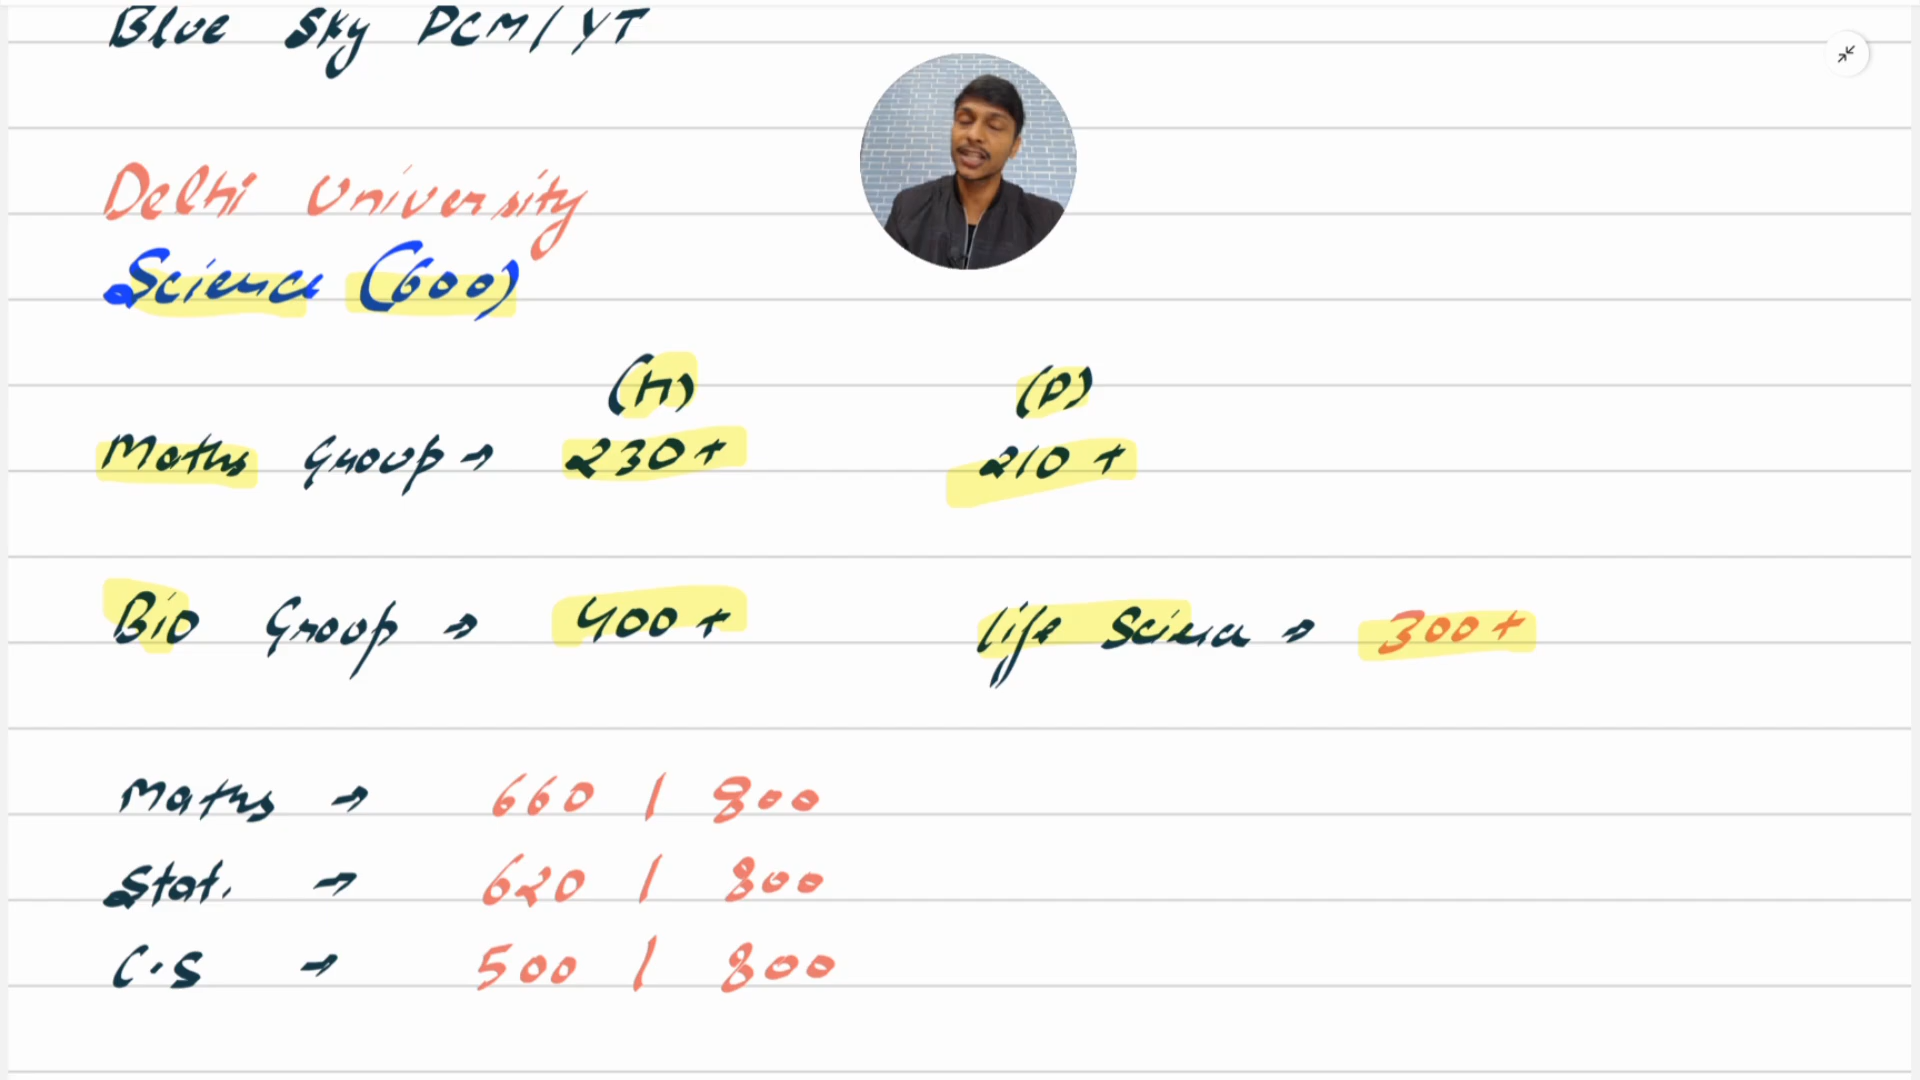 Blue Sky PCM/YT
Delhi University
Science (600)
(H) (P)
Maths Group → 230+ 210+
Bio Group → 400+ life Science → 300+
Maths → 660 | 800
Stat. → 620 | 800
C.S → 500 | 800